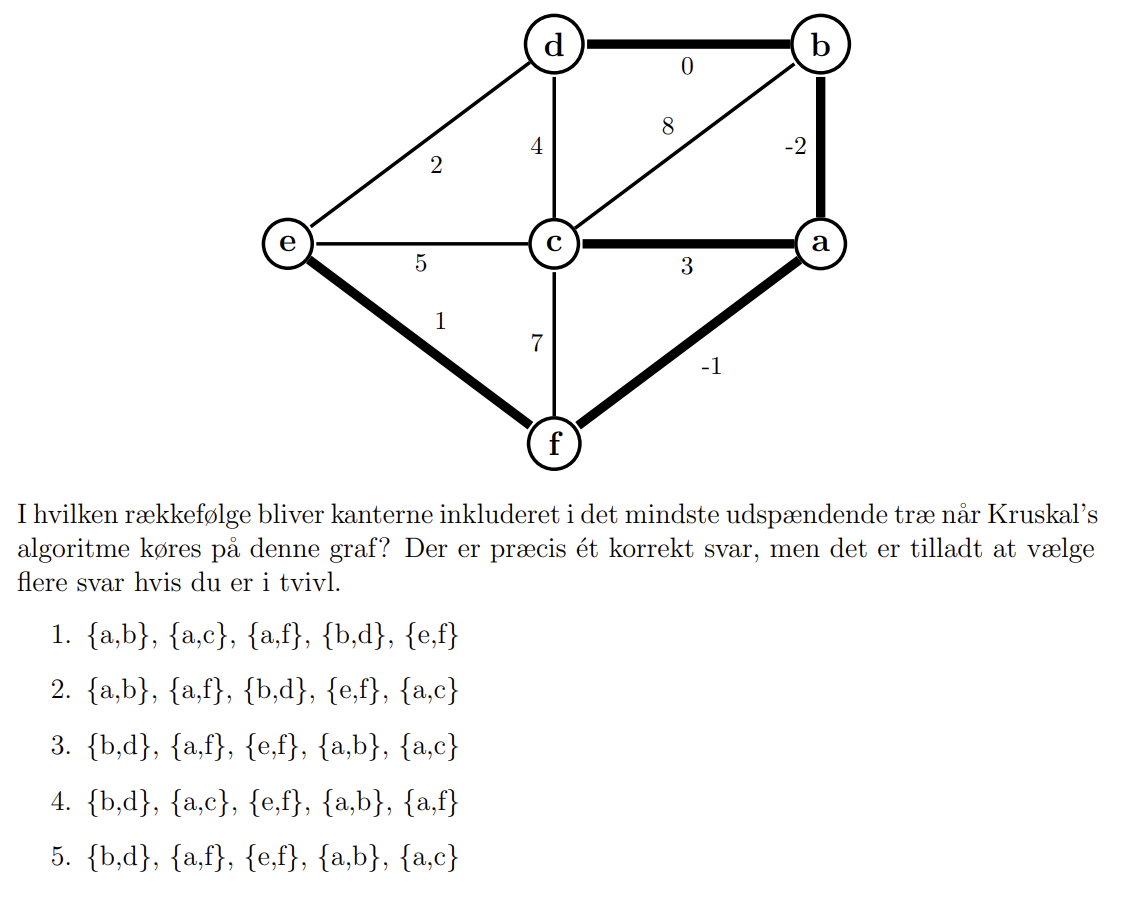 d
b
0
8
4
-2
2
e
c
a
5
3
1
7
-1
f
I hvilken rækkefølge bliver kanterne inkluderet i det mindste udspændende træ når Kruskal's
algoritme køres på denne graf? Der er præcis ét korrekt svar, men det er tilladt at vælge
flere svar hvis du er i tvivl.
1. {a,b}, {a,c}, {a,f}, {b,d}, {e,f}
2. {a,b}, {a,f}, {b,d}, {e,f}, {a,c}
3. {b,d}, {a,f}, {e,f}, {a,b}, {a,c}
4. {b,d}, {a,c}, {e,f}, {a,b}, {a,f}
5. {b,d}, {a,f}, {e,f}, {a,b}, {a,c}